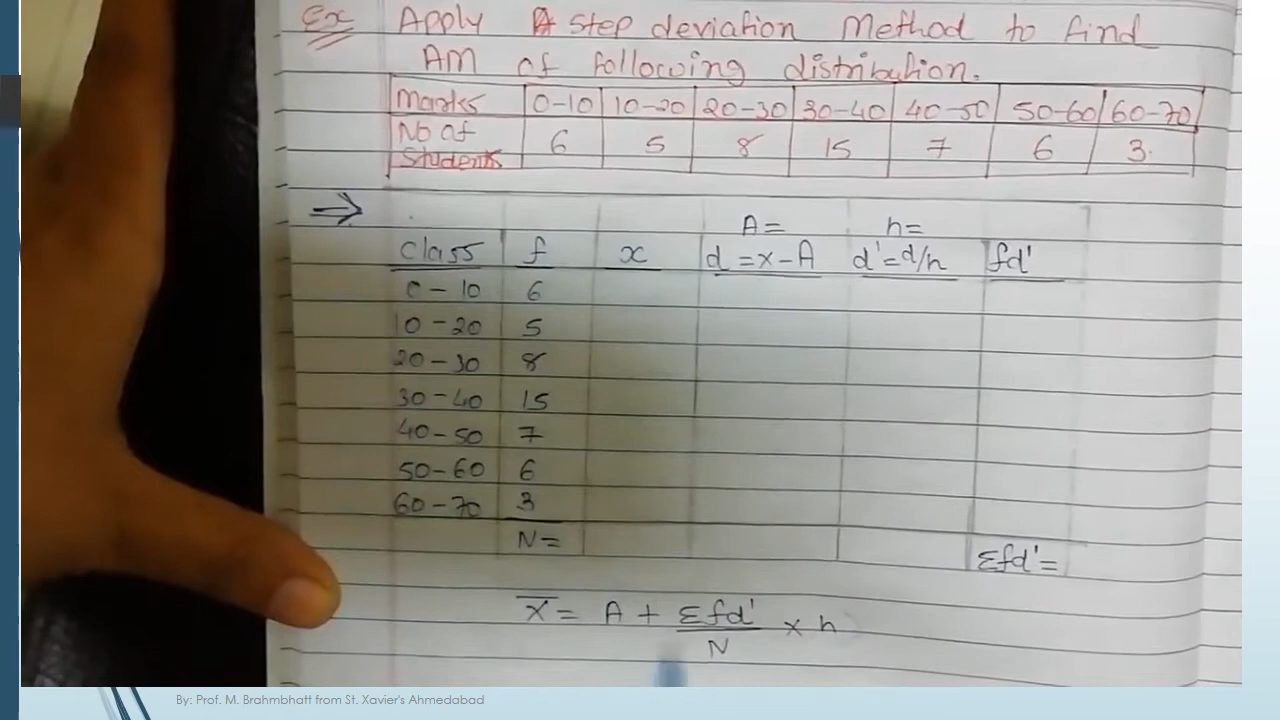 Ex Apply A step deviation Method to find
AM of following distribution.
Marks 0-10 10-20 20-30 30-40 40-50 50-60 60-70
No of Students 6 5 8 15 7 6 3.
⇒
A = h =
Class f x d = x - A d' = d/h fd'
0 - 10 6
10 - 20 5
20 - 30 8
30 - 40 15
40 - 50 7
50 - 60 6
60 - 70 3
N =
Σfd' =
x̄ = A + Σfd'/N × h
By: Prof. M. Brahmbhatt from St. Xavier's Ahmedabad